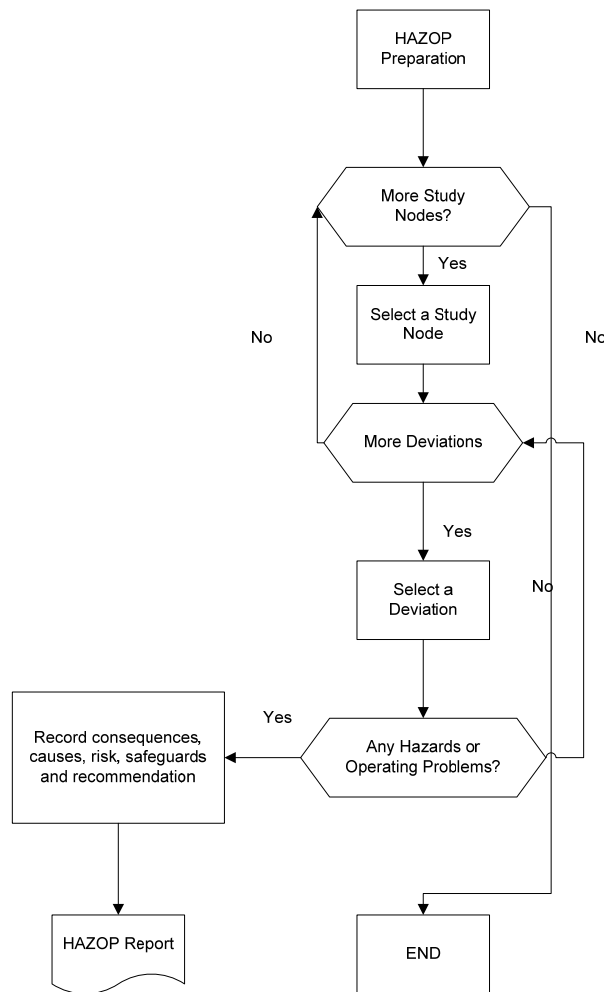 HAZOP
Preparation
More Study
Nodes?
Yes
Select a Study
Node
No
No
More Deviations
Yes
Select a
Deviation
No
Yes
Record consequences,
causes, risk, safeguards
and recommendation
Any Hazards or
Operating Problems?
HAZOP Report
END